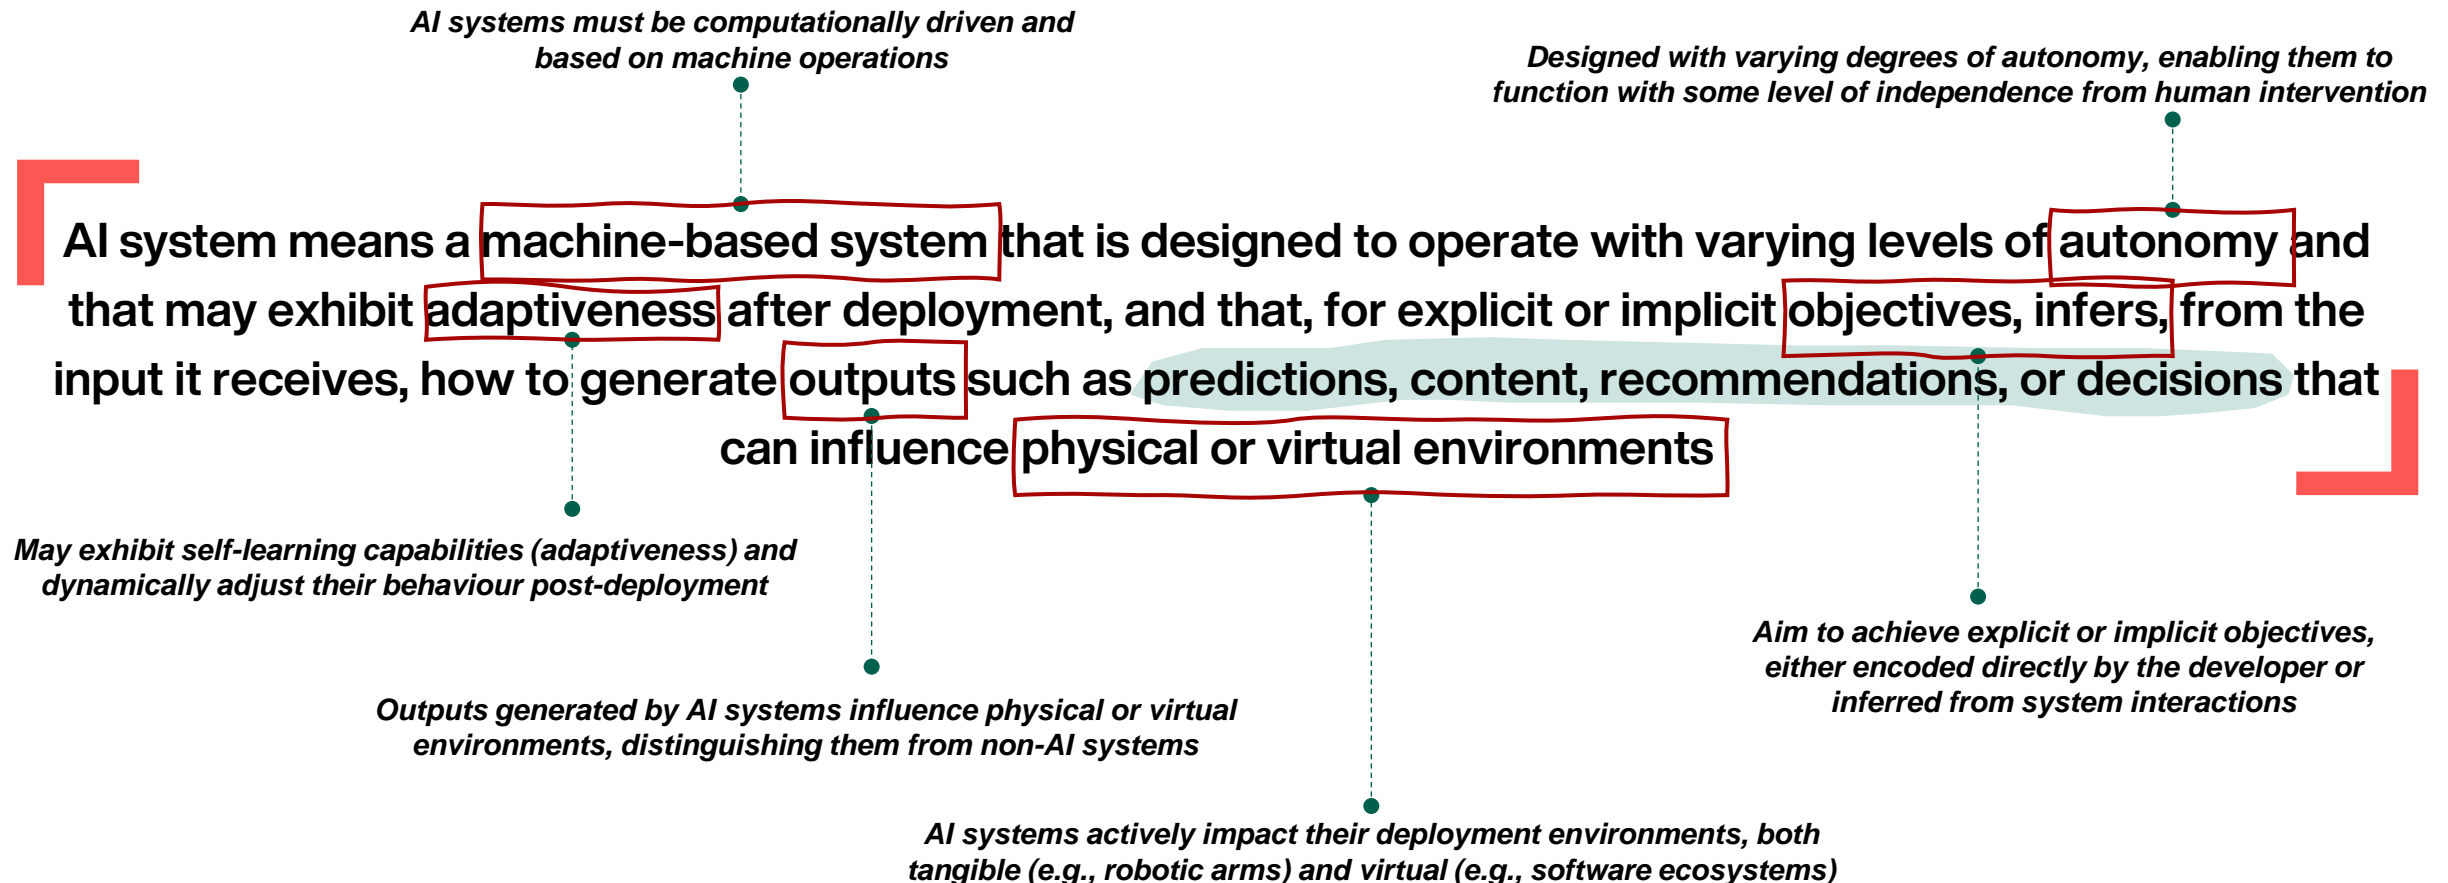 AI systems must be computationally driven and
based on machine operations
Designed with varying degrees of autonomy, enabling them to
function with some level of independence from human intervention
AI system means a machine-based system that is designed to operate with varying levels of autonomy and
that may exhibit adaptiveness after deployment, and that, for explicit or implicit objectives, infers, from the
input it receives, how to generate outputs such as predictions, content, recommendations, or decisions that
can influence physical or virtual environments
May exhibit self-learning capabilities (adaptiveness) and
dynamically adjust their behaviour post-deployment
Aim to achieve explicit or implicit objectives,
either encoded directly by the developer or
inferred from system interactions
Outputs generated by AI systems influence physical or virtual
environments, distinguishing them from non-AI systems
AI systems actively impact their deployment environments, both
tangible (e.g., robotic arms) and virtual (e.g., software ecosystems)